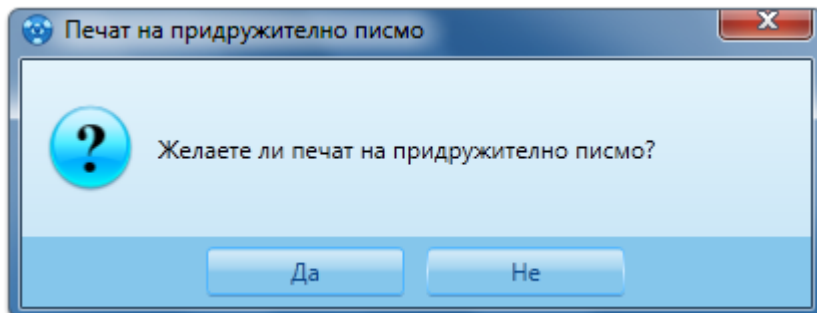 Печат на придружително писмо
Желаете ли печат на придружително писмо?
Да
Не